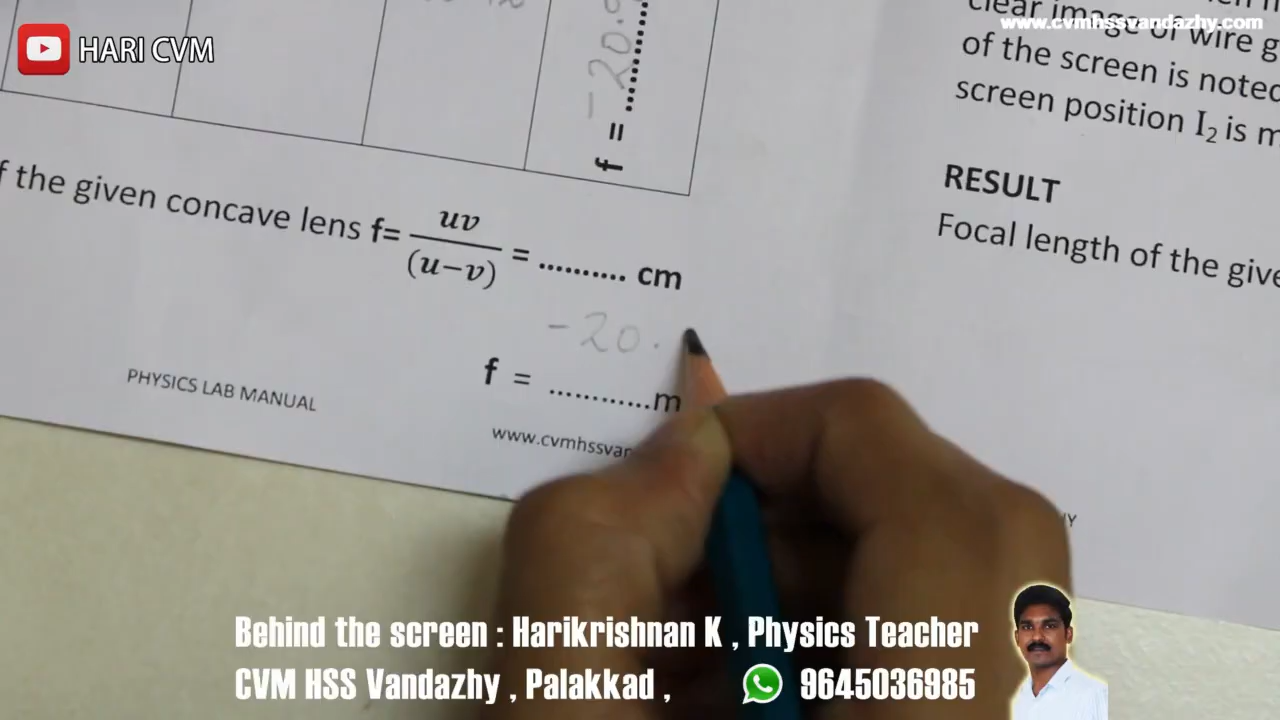 HARI CVM
www.cvmhssvandazhy.com
clear image of wire g
of the screen is noted
screen position I₂ is m
f = ............
-20.
f the given concave lens f= uv/(u−v) = .......... cm
-20.
f = ............m
RESULT
Focal length of the give
PHYSICS LAB MANUAL
www.cvmhssvan
Behind the screen : Harikrishnan K , Physics Teacher
CVM HSS Vandazhy , Palakkad ,
9645036985